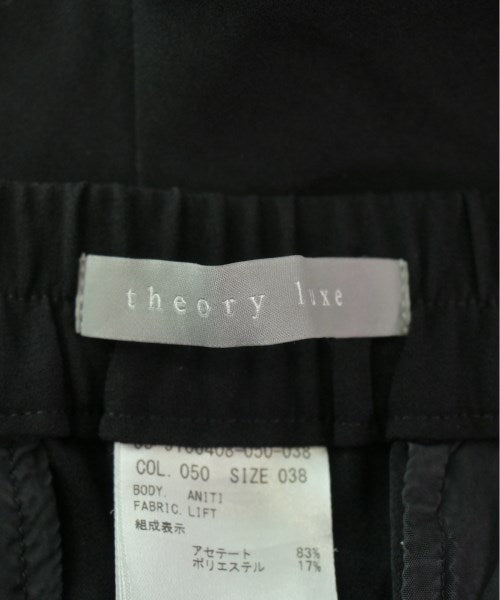 theory luxe
COL. 050 SIZE 038
BODY. ANITI
FABRIC. LIFT
組成表示
アセテート 83%
ポリエステル 17%